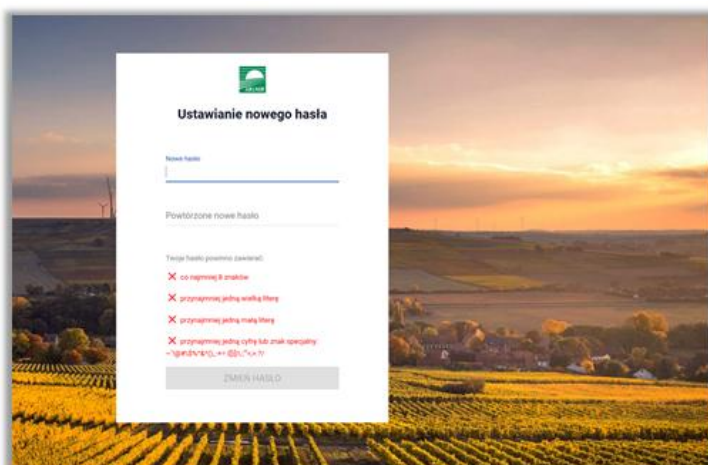 Ustawianie nowego hasła
Nowe hasło
Powtórzone nowe hasło
Twoje hasło powinno zawierać:
co najmniej 8 znaków
przynajmniej jedną wielką literę
przynajmniej jedną małą literę
przynajmniej jedną cyfrę lub znak specjalny:
ZMIEŃ HASŁO